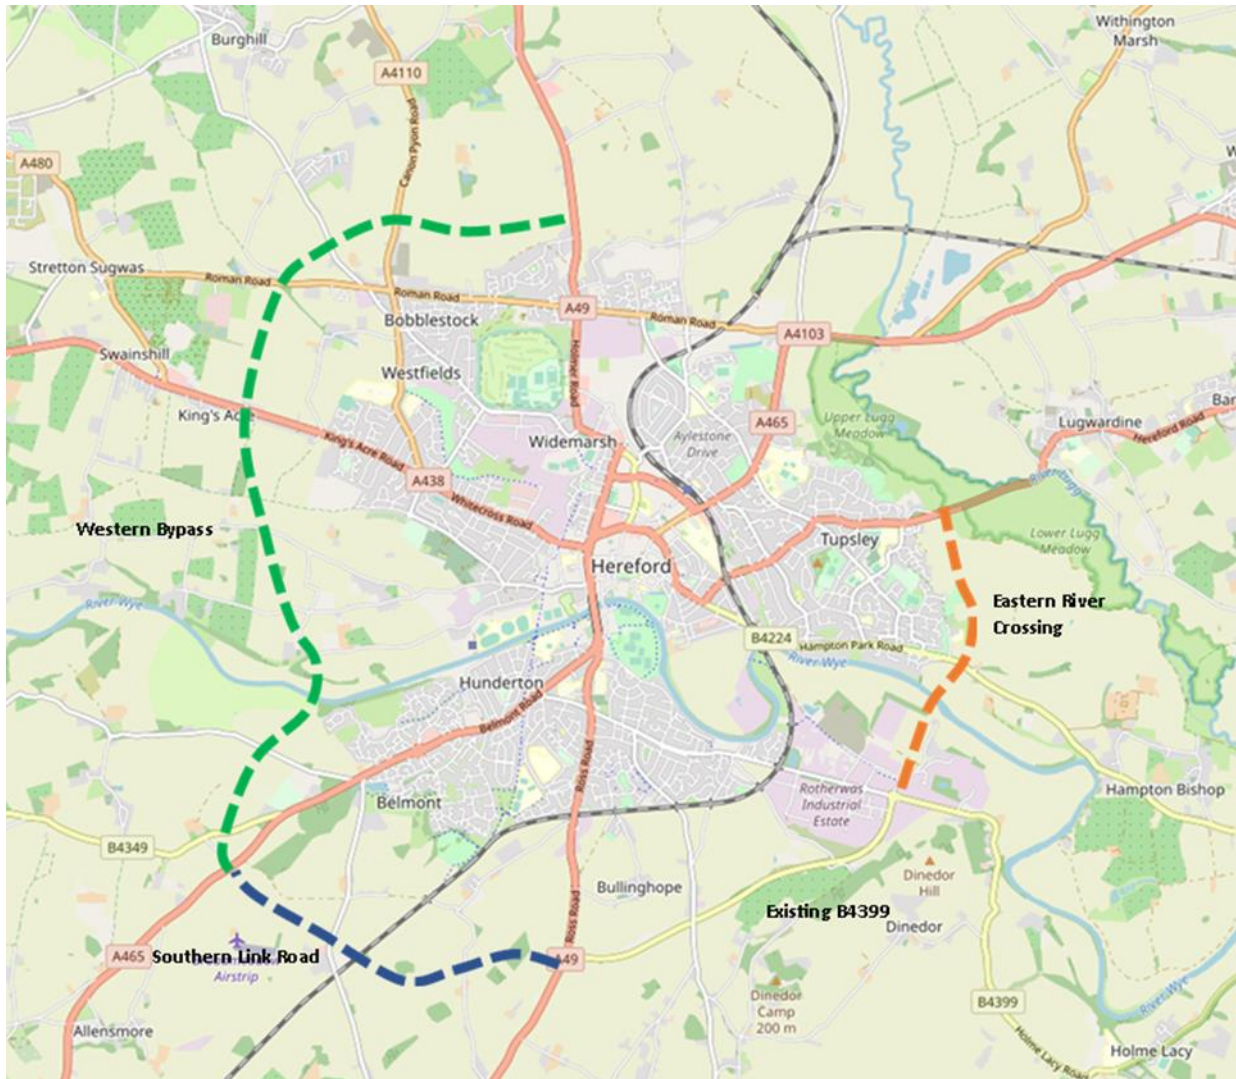 Burghill
Withington
Marsh
A4110
Canon Pyon Road
A480
Stretton Sugwas
Roman Road
Roman Road
A49
Roman Road
A4103
Bobblestock
Holmer Road
Swainshill
Westfields
King's Acre
Upper Lugg
Meadow
Lugwardine
Bar
Hereford Road
A465
Aylestone
Drive
Widemarsh
King's Acre Road
A438
Whitecross Road
River Lugg
Western Bypass
Tupsley
Lower Lugg
Meadow
Hereford
River Wye
Eastern River
Crossing
B4224
Hampton Park Road
River Wye
Hunderton
Belmont Road
Ross Road
Belmont
Rotherwas
Industrial
Estate
Hampton Bishop
B4349
Bullinghope
Dinedor
Hill
Existing B4399
Dinedor
Ross Road
A465
Southern Link Road
Airstrip
A49
Dinedor
Camp
200 m
B4399
River Wye
Allensmore
Holme Lacy Road
Holme Lacy